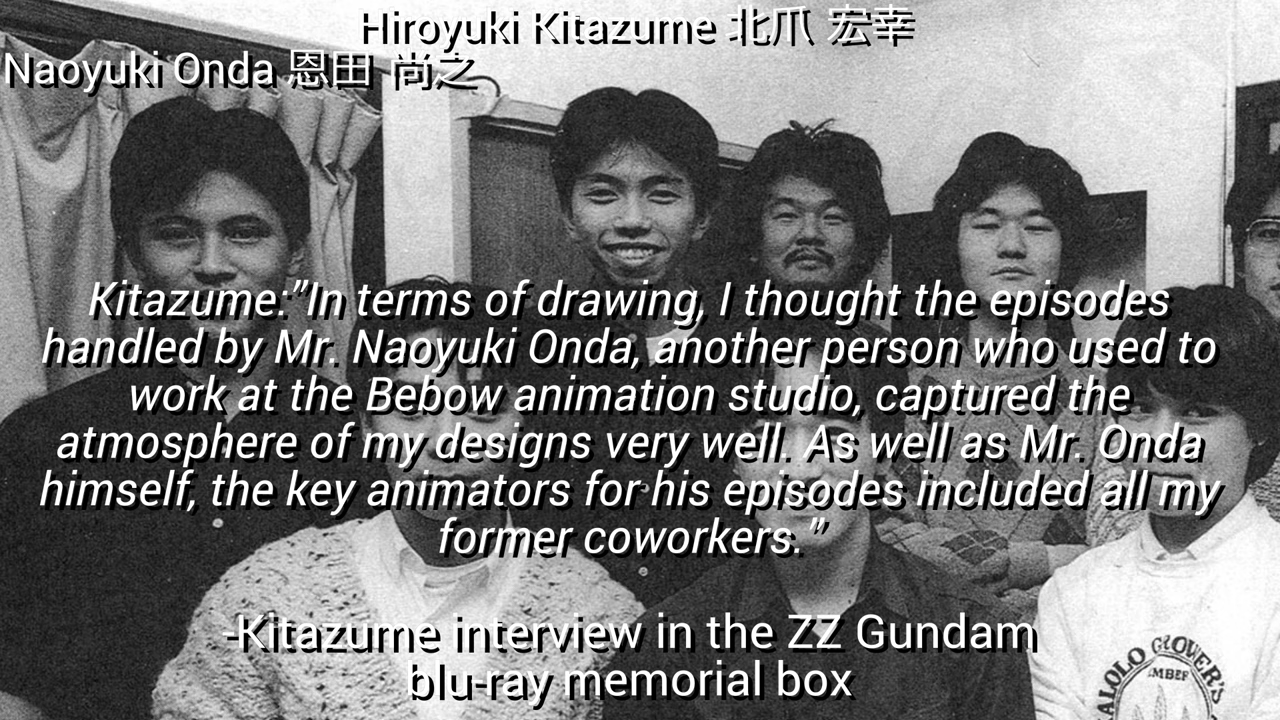 Hiroyuki Kitazume 北爪 宏幸
Naoyuki Onda 恩田 尚之
Kitazume:"In terms of drawing, I thought the episodes
handled by Mr. Naoyuki Onda, another person who used to
work at the Bebow animation studio, captured the
atmosphere of my designs very well. As well as Mr. Onda
himself, the key animators for his episodes included all my
former coworkers."
-Kitazume interview in the ZZ Gundam
blu-ray memorial box
ALOLO GLOVER'S